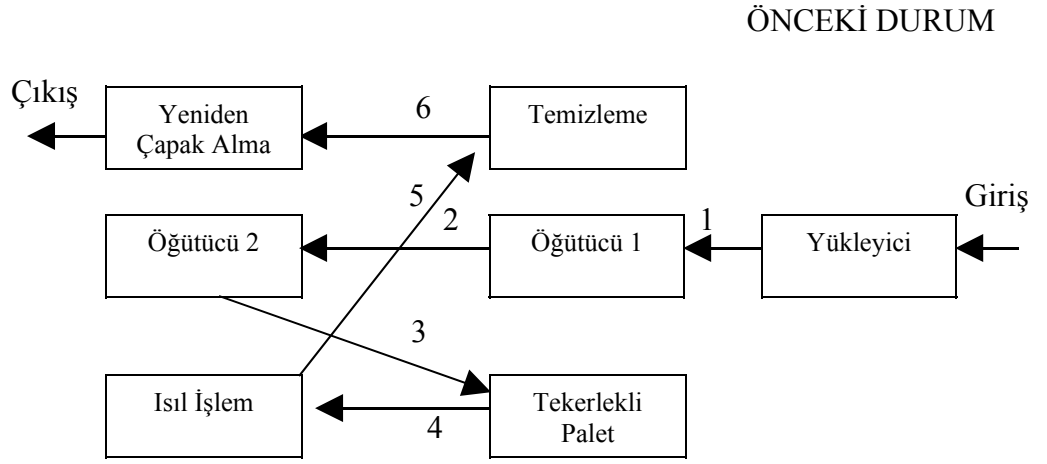 ÖNCEKİ DURUM
Çıkış
Yeniden
Çapak Alma
6
Temizleme
5
Giriş
Öğütücü 2
2
Öğütücü 1
1
Yükleyici
3
Isıl İşlem
4
Tekerlekli
Palet